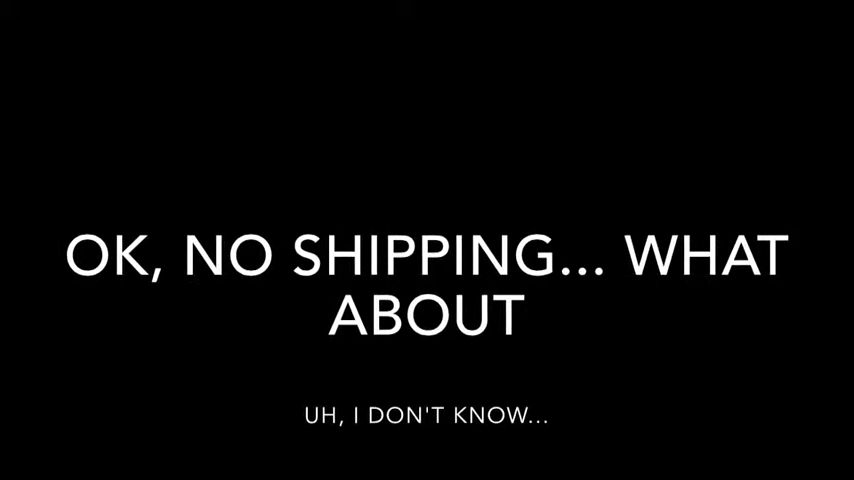 OK, NO SHIPPING... WHAT
ABOUT
UH, I DON'T KNOW...